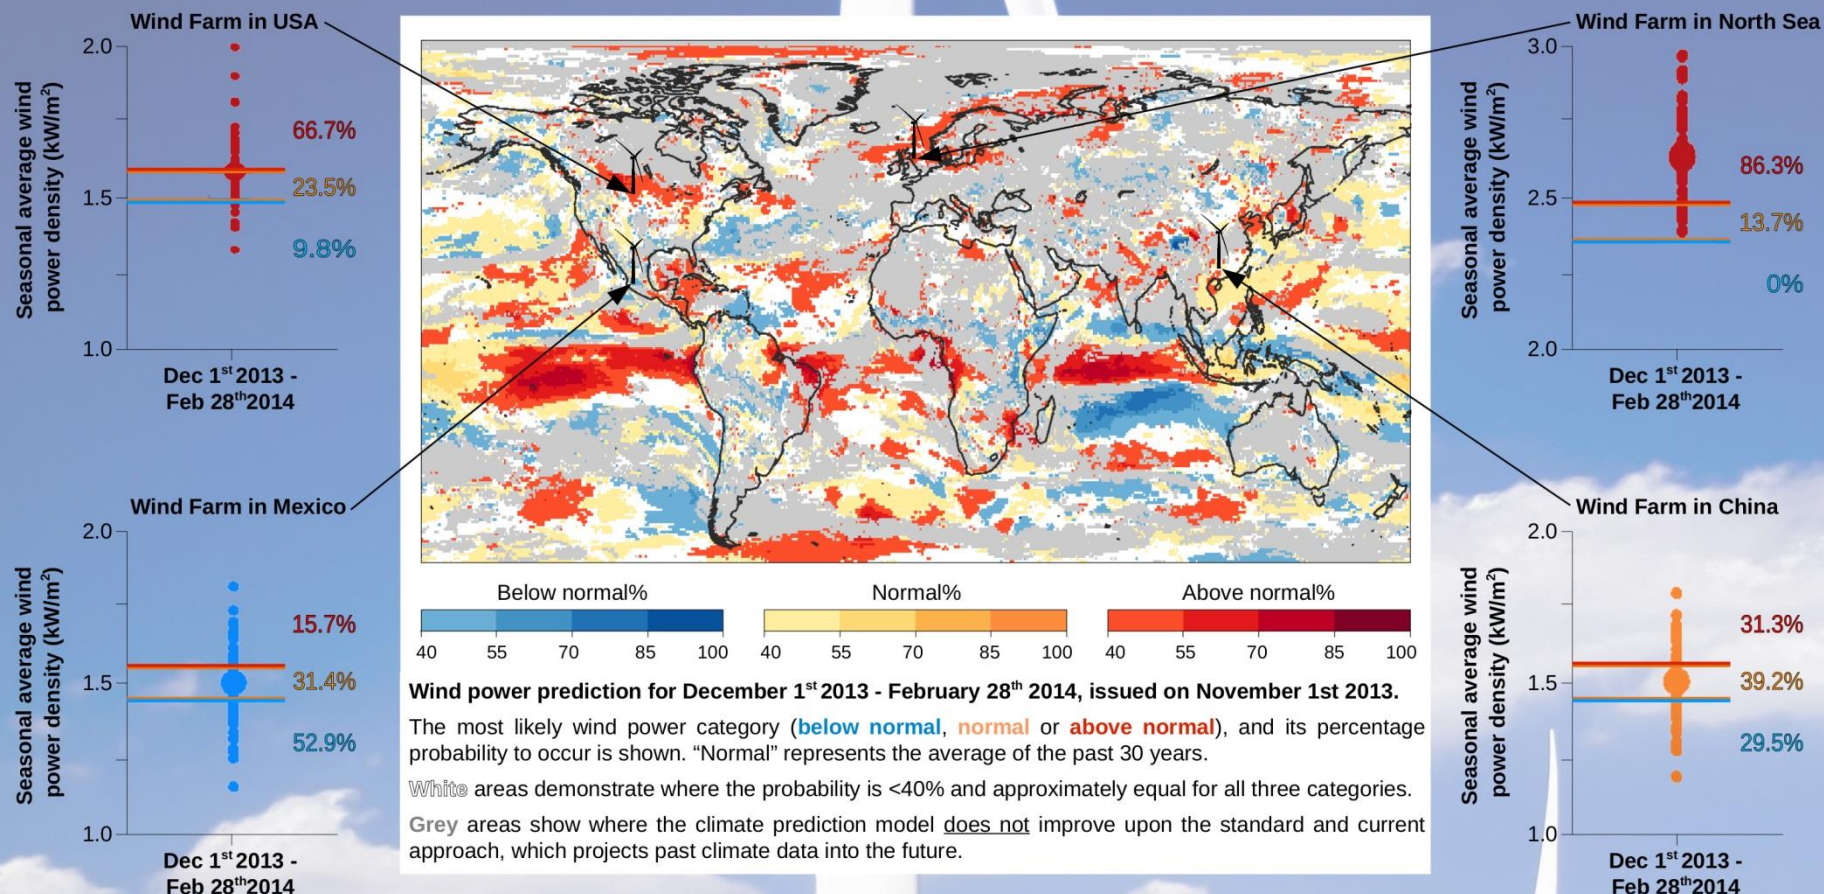 Wind Farm in USA
2.0
1.5
1.0
Seasonal average wind
power density (kW/m²)
66.7%
23.5%
9.8%
Dec 1st 2013 -
Feb 28th2014
Wind Farm in Mexico
2.0
1.5
1.0
Seasonal average wind
power density (kW/m²)
15.7%
31.4%
52.9%
Dec 1st 2013 -
Feb 28th2014
Below normal%
40 55 70 85 100
Normal%
40 55 70 85 100
Above normal%
40 55 70 85 100
Wind power prediction for December 1st 2013 - February 28th 2014, issued on November 1st 2013.
The most likely wind power category (below normal, normal or above normal), and its percentage
probability to occur is shown. “Normal” represents the average of the past 30 years.
White areas demonstrate where the probability is <40% and approximately equal for all three categories.
Grey areas show where the climate prediction model does not improve upon the standard and current
approach, which projects past climate data into the future.
Wind Farm in North Sea
3.0
2.5
2.0
Seasonal average wind
power density (kW/m²)
86.3%
13.7%
0%
Dec 1st 2013 -
Feb 28th2014
Wind Farm in China
2.0
1.5
1.0
Seasonal average wind
power density (kW/m²)
31.3%
39.2%
29.5%
Dec 1st 2013 -
Feb 28th2014